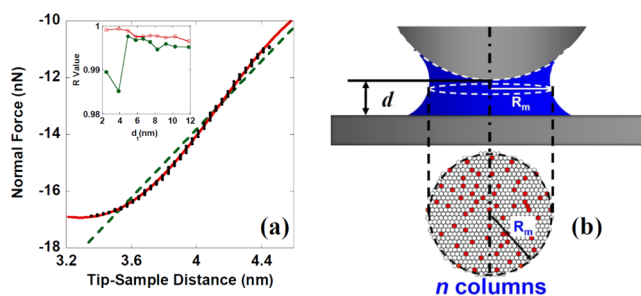 -10
-12
-14
-16
-18
Normal Force (nN)
3.2 3.6 4 4.4
Tip-Sample Distance (nm)
(a)
R Value
1
0.99
0.98
2 4 6 8 10 12
d_t(nm)
d
R_m
R_m
(b)
n columns